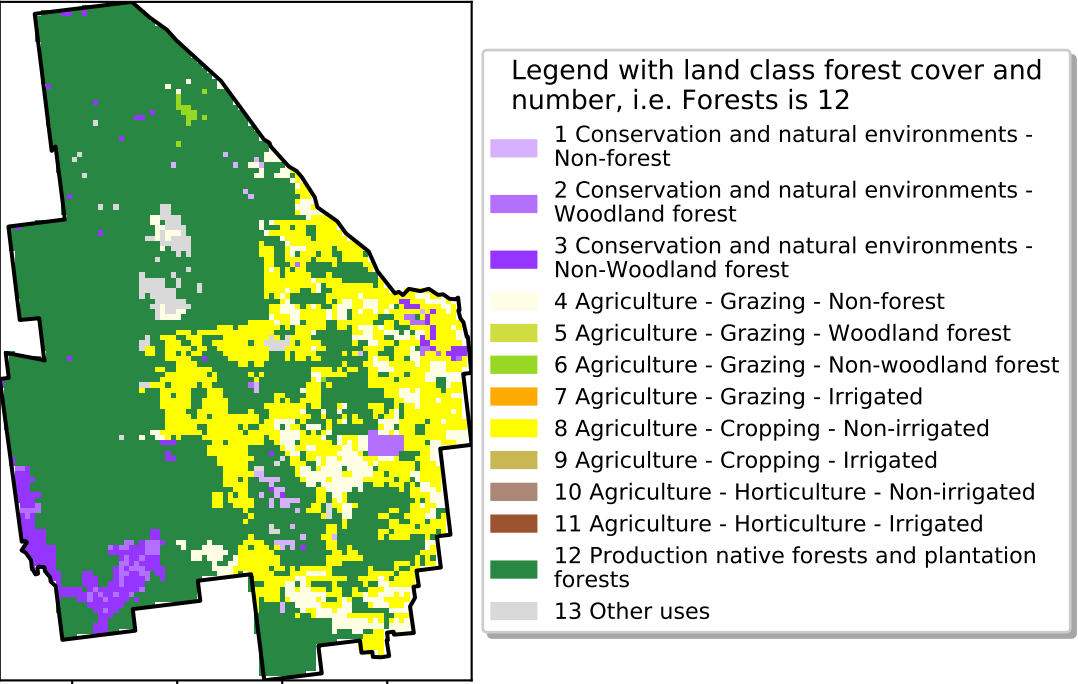 Legend with land class forest cover and
number, i.e. Forests is 12
1 Conservation and natural environments -
Non-forest
2 Conservation and natural environments -
Woodland forest
3 Conservation and natural environments -
Non-Woodland forest
4 Agriculture - Grazing - Non-forest
5 Agriculture - Grazing - Woodland forest
6 Agriculture - Grazing - Non-woodland forest
7 Agriculture - Grazing - Irrigated
8 Agriculture - Cropping - Non-irrigated
9 Agriculture - Cropping - Irrigated
10 Agriculture - Horticulture - Non-irrigated
11 Agriculture - Horticulture - Irrigated
12 Production native forests and plantation
forests
13 Other uses